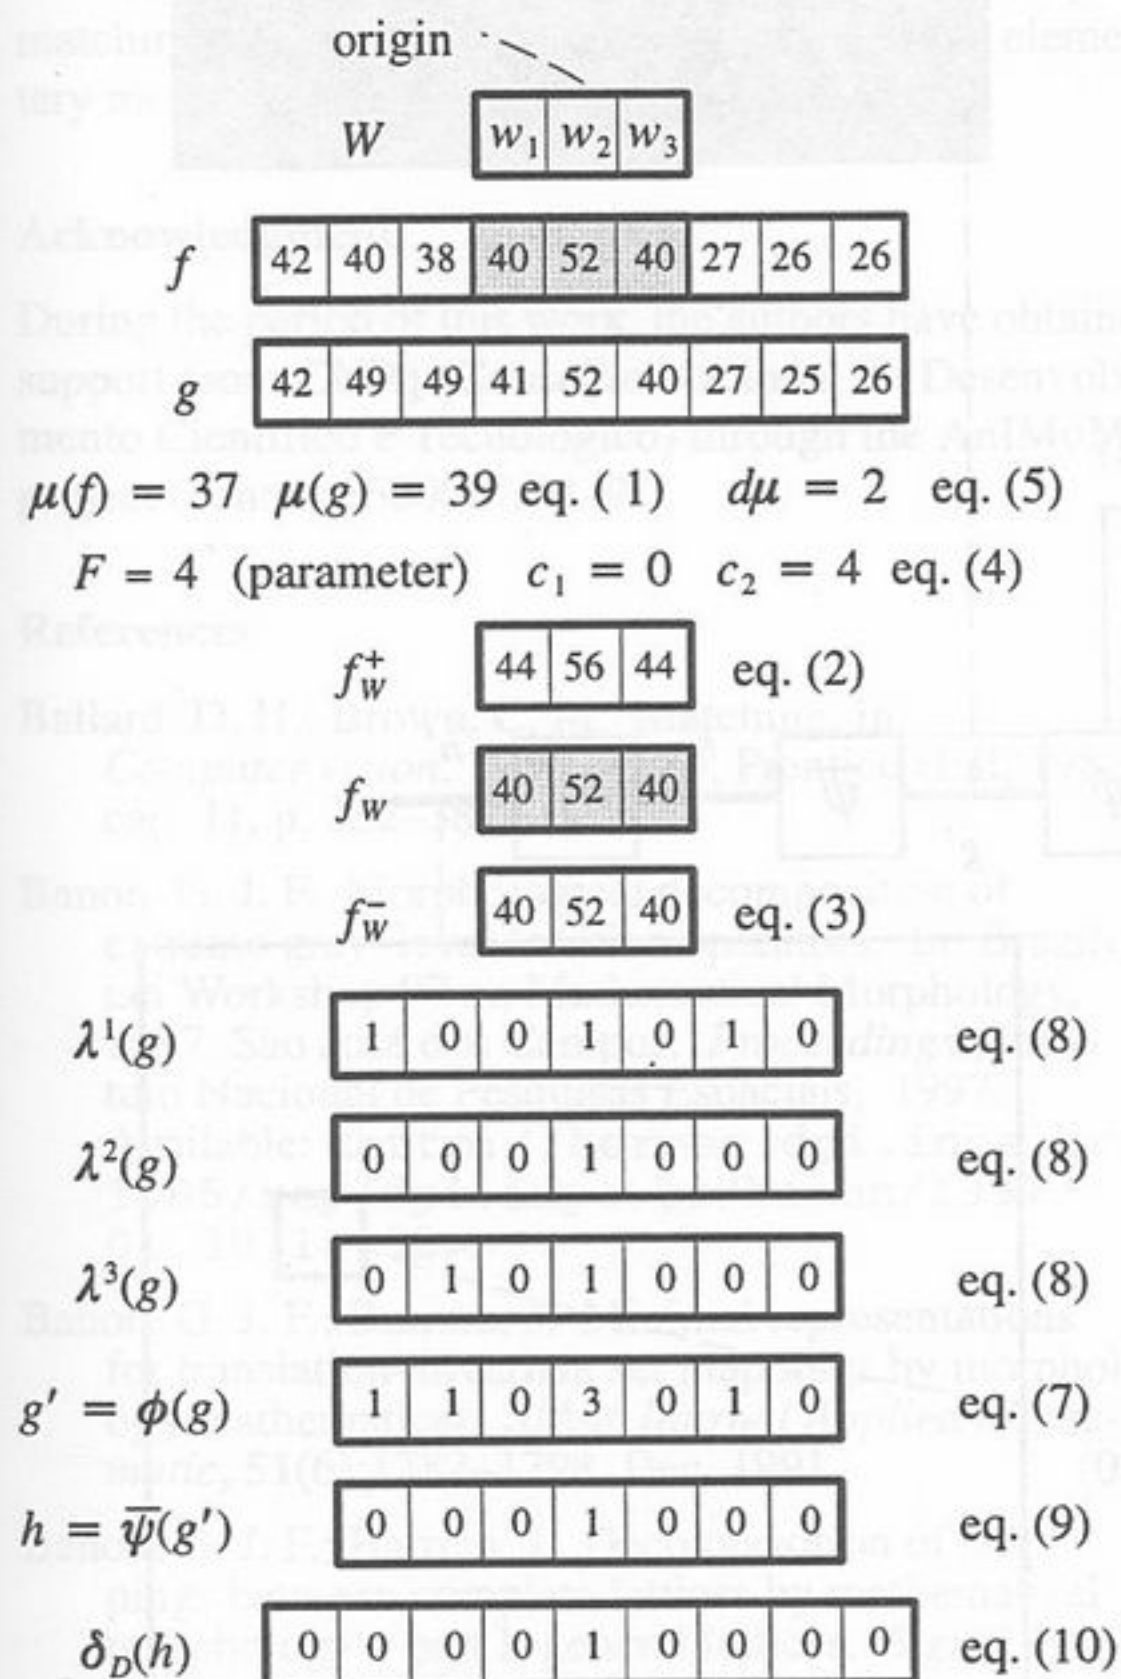 origin
W w₁ w₂ w₃
f 42 40 38 40 52 40 27 26 26
g 42 49 49 41 52 40 27 25 26
μ(f) = 37 μ(g) = 39 eq. (1) dμ = 2 eq. (5)
F = 4 (parameter) c₁ = 0 c₂ = 4 eq. (4)
f⁺_W 44 56 44 eq. (2)
f_W 40 52 40
f⁻_W 40 52 40 eq. (3)
λ¹(g) 1 0 0 1 0 1 0 eq. (8)
λ²(g) 0 0 0 1 0 0 0 eq. (8)
λ³(g) 0 1 0 1 0 0 0 eq. (8)
g′ = ϕ(g) 1 1 0 3 0 1 0 eq. (7)
h = ψ̅(g′) 0 0 0 1 0 0 0 eq. (9)
δ_D(h) 0 0 0 0 1 0 0 0 0 eq. (10)